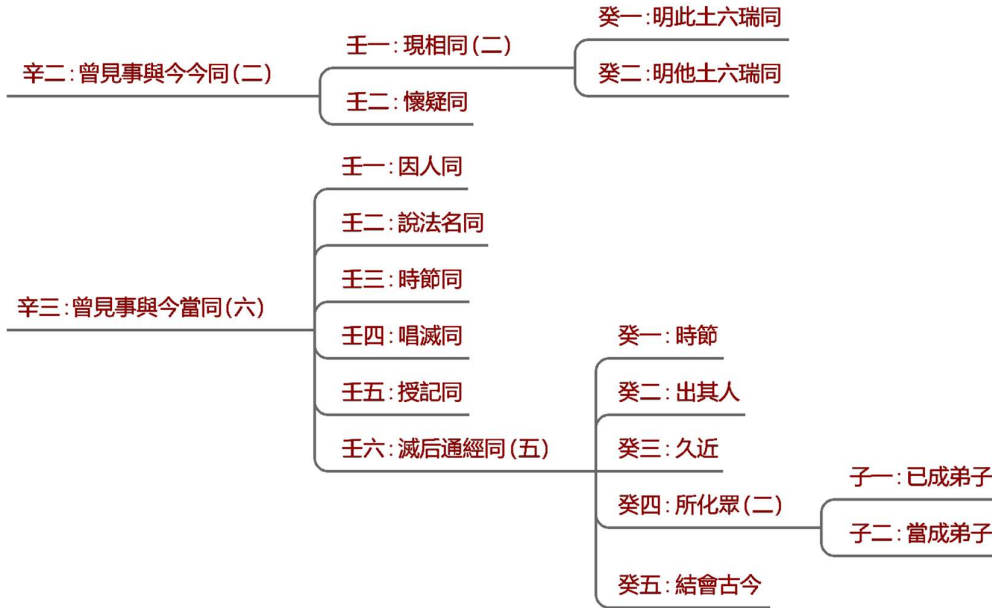 辛二：曾見事與今今同(二)
壬一：現相同(二)
癸一：明此土六瑞同
癸二：明他土六瑞同
壬二：懷疑同
辛三：曾見事與今當同(六)
壬一：因人同
壬二：說法名同
壬三：時節同
壬四：唱滅同
壬五：授記同
壬六：滅后通經同(五)
癸一：時節
癸二：出其人
癸三：久近
癸四：所化眾(二)
子一：已成弟子
子二：當成弟子
癸五：結會古今